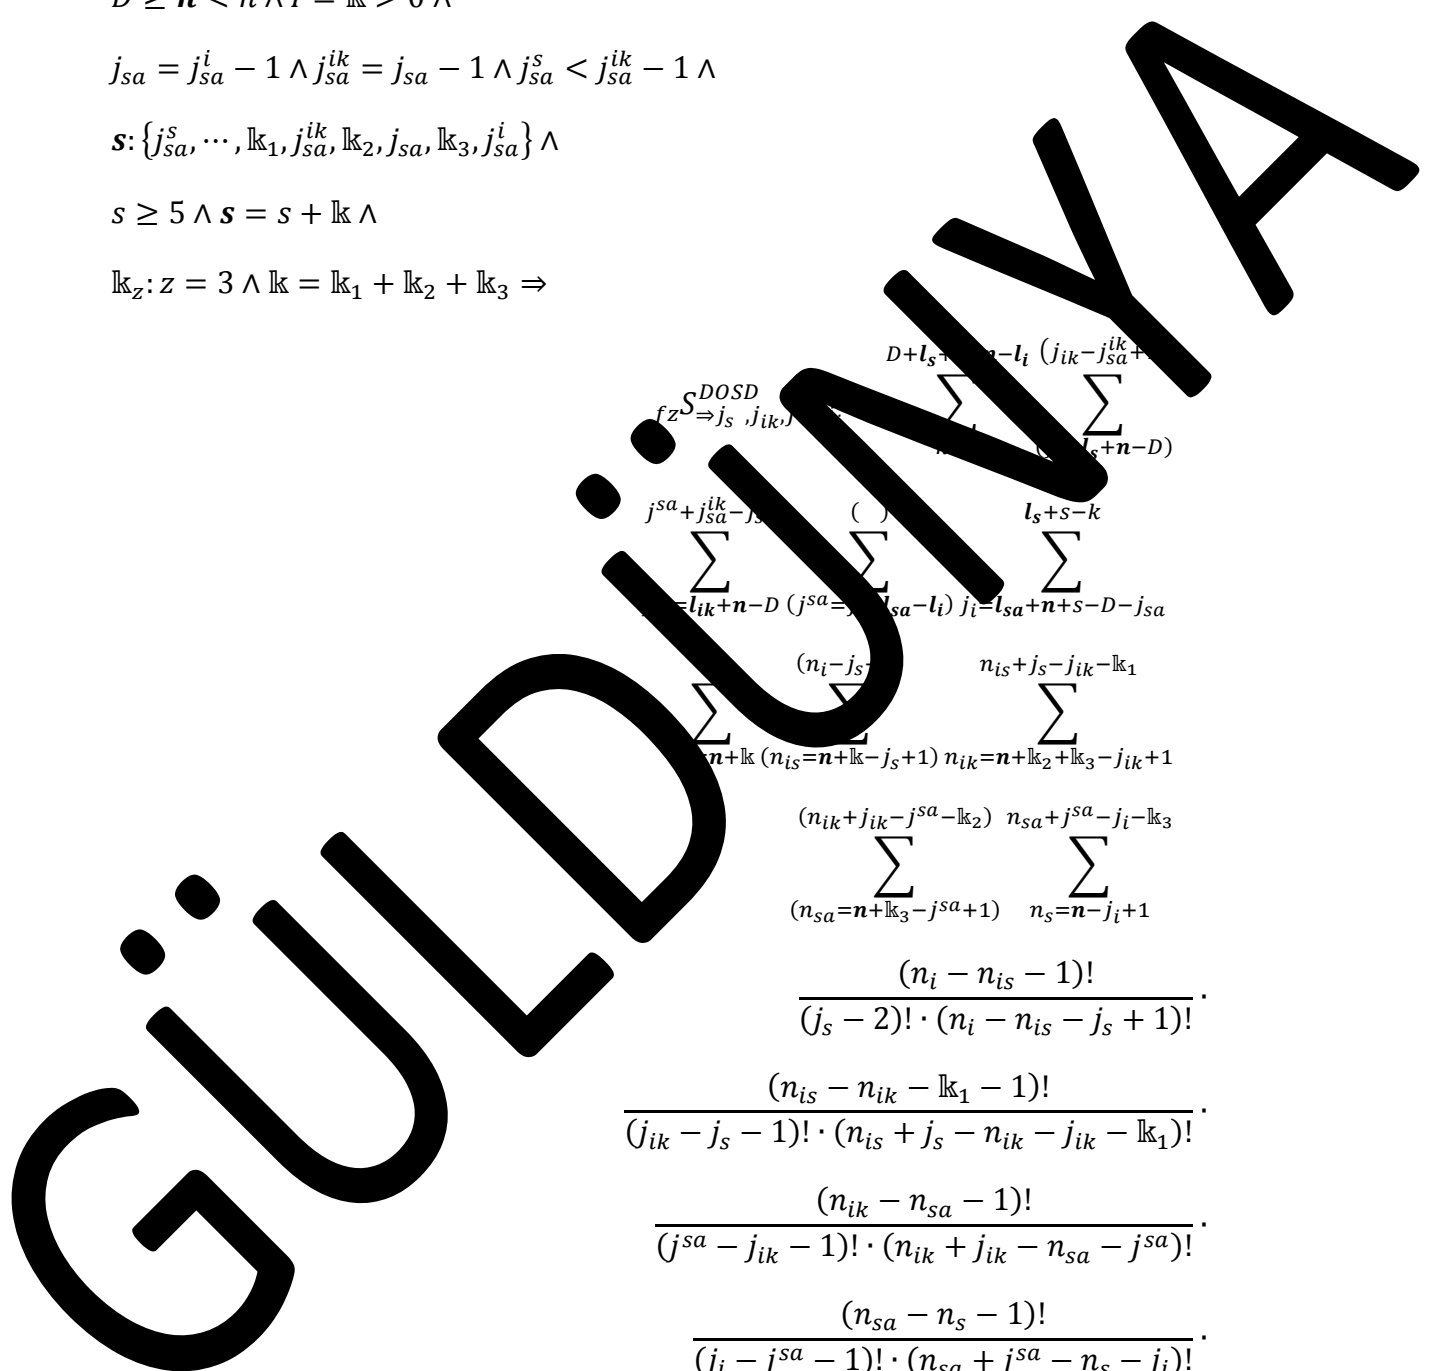 j_{sa} = j_{sa}^{i} − 1 ∧ j_{sa}^{ik} = j_{sa} − 1 ∧ j_{sa}^{s} < j_{sa}^{ik} − 1 ∧
𝒔: {j_{sa}^{s}, ⋯, 𝕜_1, j_{sa}^{ik}, 𝕜_2, j_{sa}, 𝕜_3, j_{sa}^{i}} ∧
s ≥ 5 ∧ 𝒔 = s + 𝕜 ∧
𝕜_z: z = 3 ∧ 𝕜 = 𝕜_1 + 𝕜_2 + 𝕜_3 ⇒
_{fz}S^{DOSD}_{⇒j_s, j_{ik},} ∑ ∑
∑ ∑_{(j^{sa}=} ^{( )} ∑_{j_i=𝒍_{sa}+𝒏+s−D−j_{sa}}^{𝒍_s+s−k}
∑ ∑_{(n_{is}=𝒏+𝕜−j_s+1)} ∑_{n_{ik}=𝒏+𝕜_2+𝕜_3−j_{ik}+1}^{n_{is}+j_s−j_{ik}−𝕜_1}
∑_{(n_{sa}=𝒏+𝕜_3−j^{sa}+1)}^{(n_{ik}+j_{ik}−j^{sa}−𝕜_2)} ∑_{n_s=𝒏−j_i+1}^{n_{sa}+j^{sa}−j_i−𝕜_3}
(n_i − n_{is} − 1)!
(j_s − 2)! · (n_i − n_{is} − j_s + 1)! ·
(n_{is} − n_{ik} − 𝕜_1 − 1)!
(j_{ik} − j_s − 1)! · (n_{is} + j_s − n_{ik} − j_{ik} − 𝕜_1)! ·
(n_{ik} − n_{sa} − 1)!
(j^{sa} − j_{ik} − 1)! · (n_{ik} + j_{ik} − n_{sa} − j^{sa})! ·
(n_{sa} − n_s − 1)!
(j_i − j^{sa} − 1)! · (n_{sa} + j^{sa} − n_s − j_i)! ·
GÜLDÜNYA